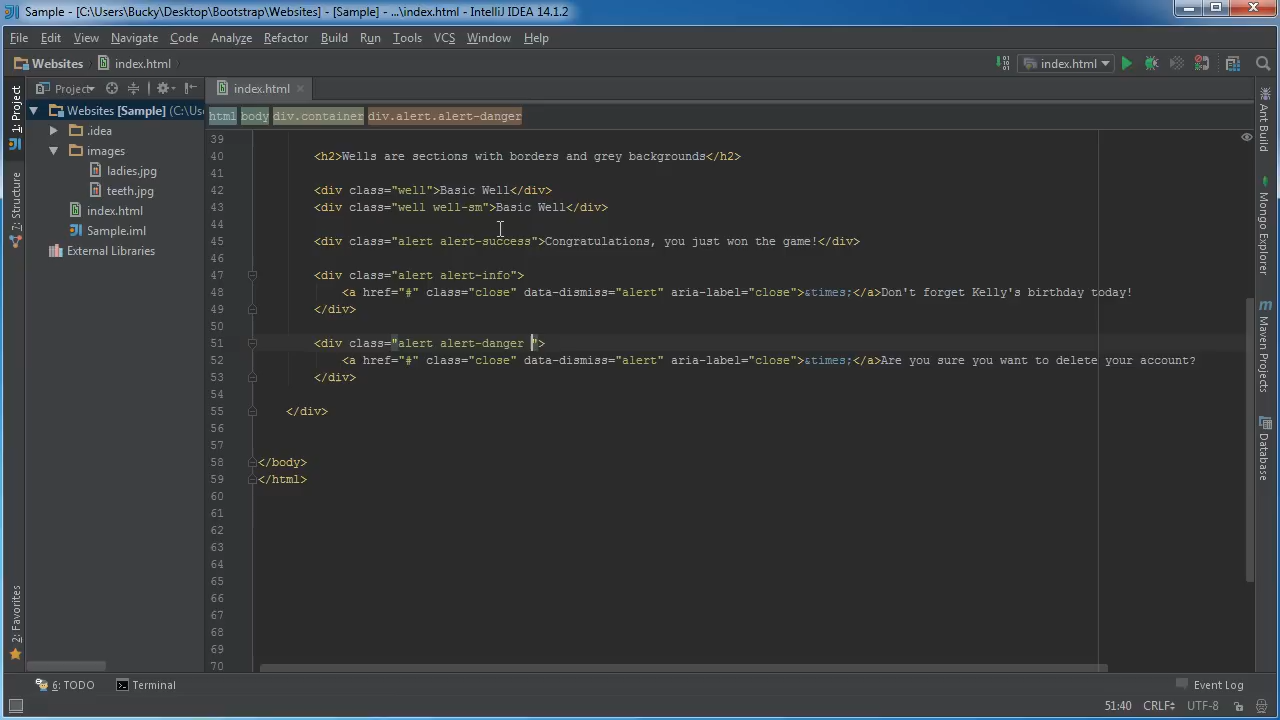 Sample - [C:\Users\Bucky\Desktop\Bootstrap\Websites] - [Sample] - ...\index.html - IntelliJ IDEA 14.1.2
File Edit View Navigate Code Analyze Refactor Build Run Tools VCS Window Help
Websites index.html index.html
Project index.html
Websites [Sample] (C:\Use
html body div.container div.alert.alert-danger
.idea
images
ladies.jpg
teeth.jpg
index.html
Sample.iml
External Libraries
1: Project
7: Structure
2: Favorites
39
40 <h2>Wells are sections with borders and grey backgrounds</h2>
41
42 <div class="well">Basic Well</div>
43 <div class="well well-sm">Basic Well</div>
44
45 <div class="alert alert-success">Congratulations, you just won the game!</div>
46
47 <div class="alert alert-info">
48 <a href="#" class="close" data-dismiss="alert" aria-label="close">&times;</a>Don't forget Kelly's birthday today!
49 </div>
50
51 <div class="alert alert-danger ">
52 <a href="#" class="close" data-dismiss="alert" aria-label="close">&times;</a>Are you sure you want to delete your account?
53 </div>
54
55 </div>
56
57
58 </body>
59 </html>
60
61
62
63
64
65
66
67
68
69
70
Ant Build
Mongo Explorer
Maven Projects
Database
6: TODO Terminal Event Log
51:40 CRLF UTF-8